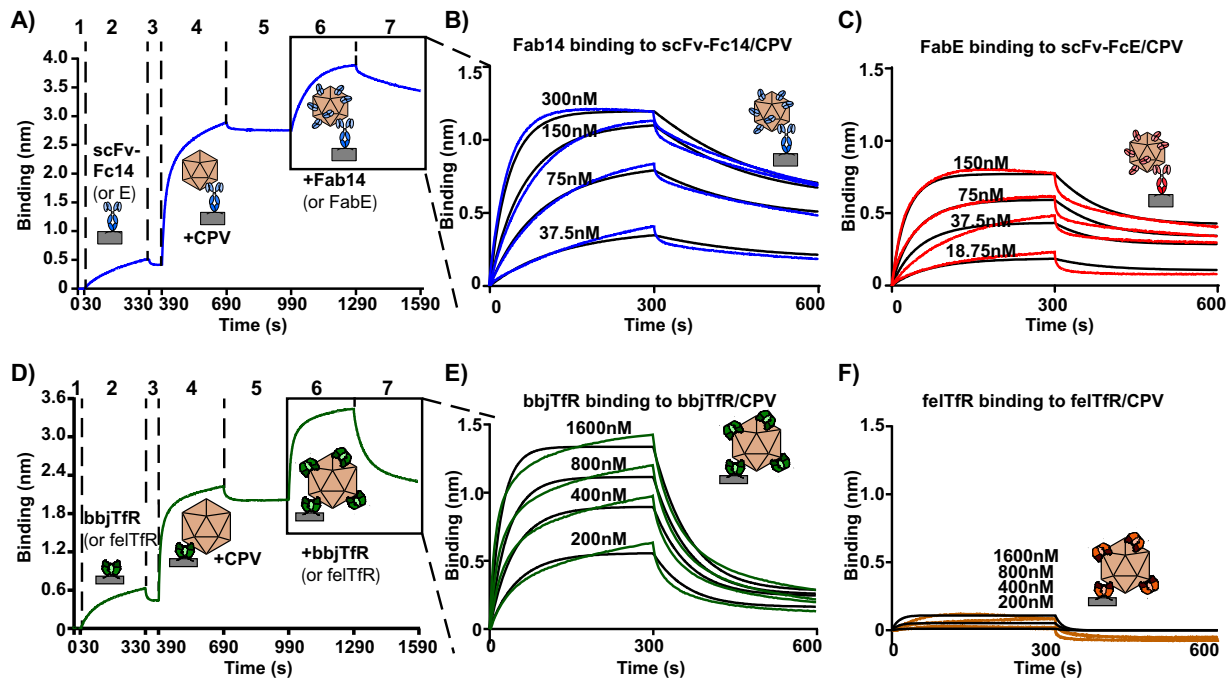 A)
1 2 3 4 5 6 7
4.0
3.5
3.0
2.5
2.0
1.5
1.0
0.5
0
Binding (nm)
scFv-
Fc14
(or E)
+CPV
+Fab14
(or FabE)
0 30 330 390 690 990 1290 1590
Time (s)
B)
Fab14 binding to scFv-Fc14/CPV
1.5
1.0
0.5
0
Binding (nm)
300nM
150nM
75nM
37.5nM
0 300 600
Time (s)
C)
FabE binding to scFv-FcE/CPV
1.5
1.0
0.5
0
Binding (nm)
150nM
75nM
37.5nM
18.75nM
0 300 600
Time (s)
D)
1 2 3 4 5 6 7
3.6
3.0
2.4
1.8
1.2
0.6
0
Binding (nm)
bbjTfR
(or felTfR)
+CPV
+bbjTfR
(or felTfR)
0 30 330 390 690 990 1290 1590
Time (s)
E)
bbjTfR binding to bbjTfR/CPV
1.5
1.0
0.5
0
Binding (nm)
1600nM
800nM
400nM
200nM
0 300 600
Time (s)
F)
felTfR binding to felTfR/CPV
1.5
1.0
0.5
0
Binding (nm)
1600nM
800nM
400nM
200nM
0 300 600
Time (s)